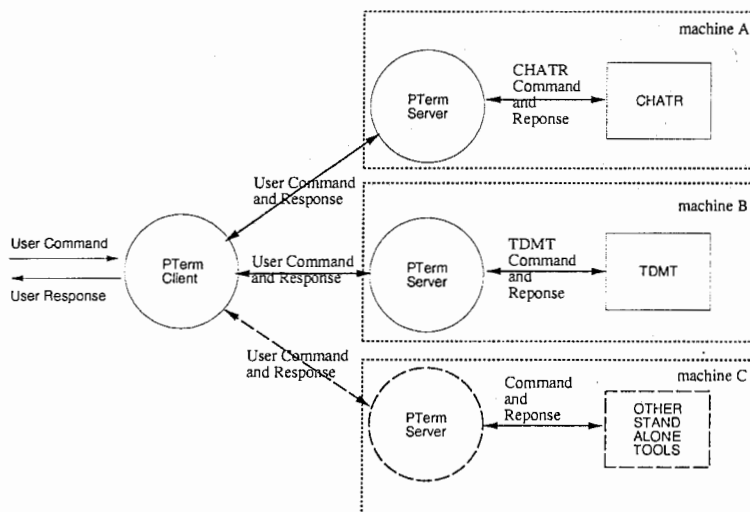 machine A
CHATR
Command
and
Reponse
PTerm
Server
CHATR
User Command
and Response
machine B
TDMT
Command
and
Reponse
PTerm
Server
TDMT
User Command
User Response
PTerm
Client
User Command
and Response
User Command
and Response
machine C
Command
and
Reponse
PTerm
Server
OTHER
STAND
ALONE
TOOLS